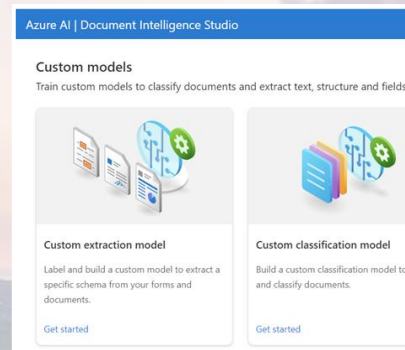 Azure AI | Document Intelligence Studio
Custom models
Train custom models to classify documents and extract text, structure and fields
Custom extraction model
Label and build a custom model to extract a
specific schema from your forms and
documents.
Get started
Custom classification model
Build a custom classification model to
and classify documents.
Get started